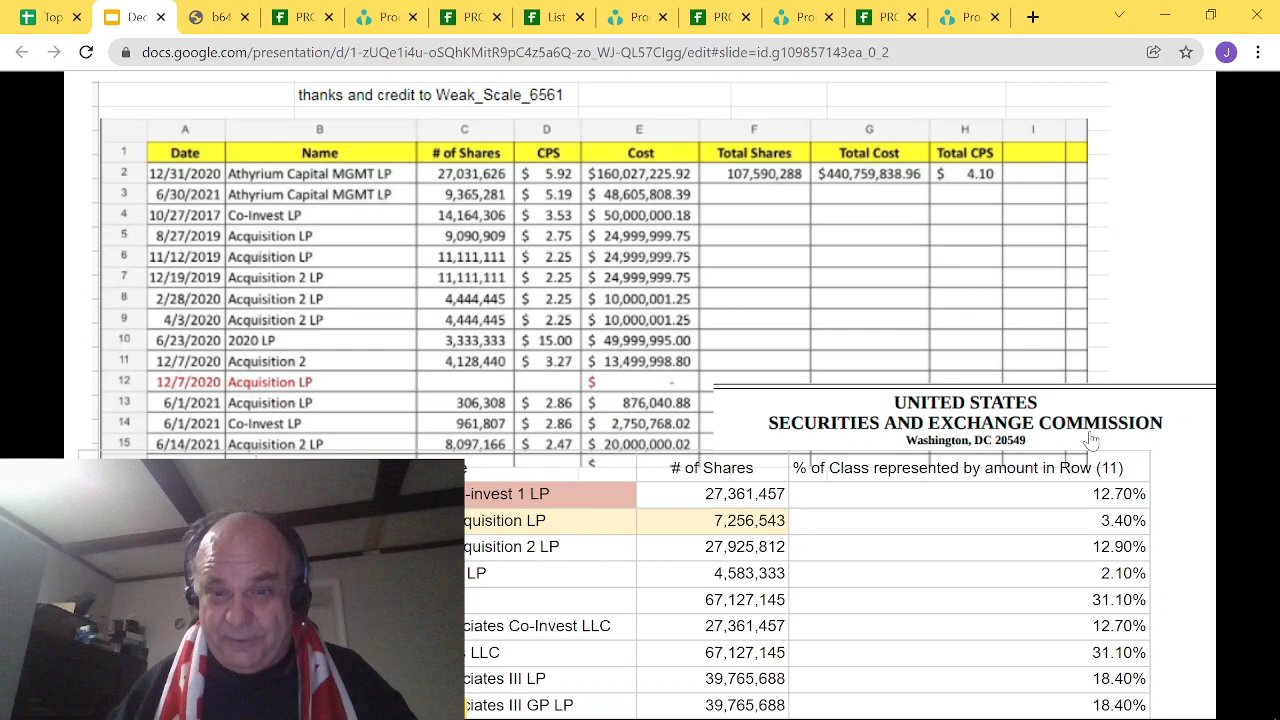 Top
Dec
b64
PRO
Pro
PRO
List
Pro
PRO
Pro
PRO
Pro
docs.google.com/presentation/d/1-zUQe1i4u-oSQhKMtR9pC4z5a6Q-zo_WJ-QL57CIgg/edit#slide=id.g109857143ea_0_2
J
thanks and credit to Weak_Scale_6561
A B C D E F G H I
1 Date Name # of Shares CPS Cost Total Shares Total Cost Total CPS
2 12/31/2020 Athyrium Capital MGMT LP 27,031,626 $ 5.92 $160,027,225.92 107,590,288 $440,759,838.96 $ 4.10
3 6/30/2021 Athyrium Capital MGMT LP 9,365,281 $ 5.19 $ 48,605,808.39
4 10/27/2017 Co-Invest LP 14,164,306 $ 3.53 $ 50,000,000.18
5 8/27/2019 Acquisition LP 9,090,909 $ 2.75 $ 24,999,999.75
6 11/12/2019 Acquisition LP 11,111,111 $ 2.25 $ 24,999,999.75
7 12/19/2019 Acquisition 2 LP 11,111,111 $ 2.25 $ 24,999,999.75
8 2/28/2020 Acquisition 2 LP 4,444,445 $ 2.25 $ 10,000,001.25
9 4/3/2020 Acquisition 2 LP 4,444,445 $ 2.25 $ 10,000,001.25
10 6/23/2020 2020 LP 3,333,333 $ 15.00 $ 49,999,995.00
11 12/7/2020 Acquisition 2 4,128,440 $ 3.27 $ 13,499,998.80
12 12/7/2020 Acquisition LP $ -
13 6/1/2021 Acquisition LP 306,308 $ 2.86 $ 876,040.88
14 6/1/2021 Co-Invest LP 961,807 $ 2.86 $ 2,750,768.02
15 6/14/2021 Acquisition 2 LP 8,097,166 $ 2.47 $ 20,000,000.02
$
UNITED STATES
SECURITIES AND EXCHANGE COMMISSION
Washington, DC 20549
e # of Shares % of Class represented by amount in Row (11)
-invest 1 LP 27,361,457 12.70%
quisition LP 7,256,543 3.40%
quisition 2 LP 27,925,812 12.90%
LP 4,583,333 2.10%
67,127,145 31.10%
ciates Co-Invest LLC 27,361,457 12.70%
LLC 67,127,145 31.10%
ciates III LP 39,765,688 18.40%
ciates III GP LP 39,765,688 18.40%